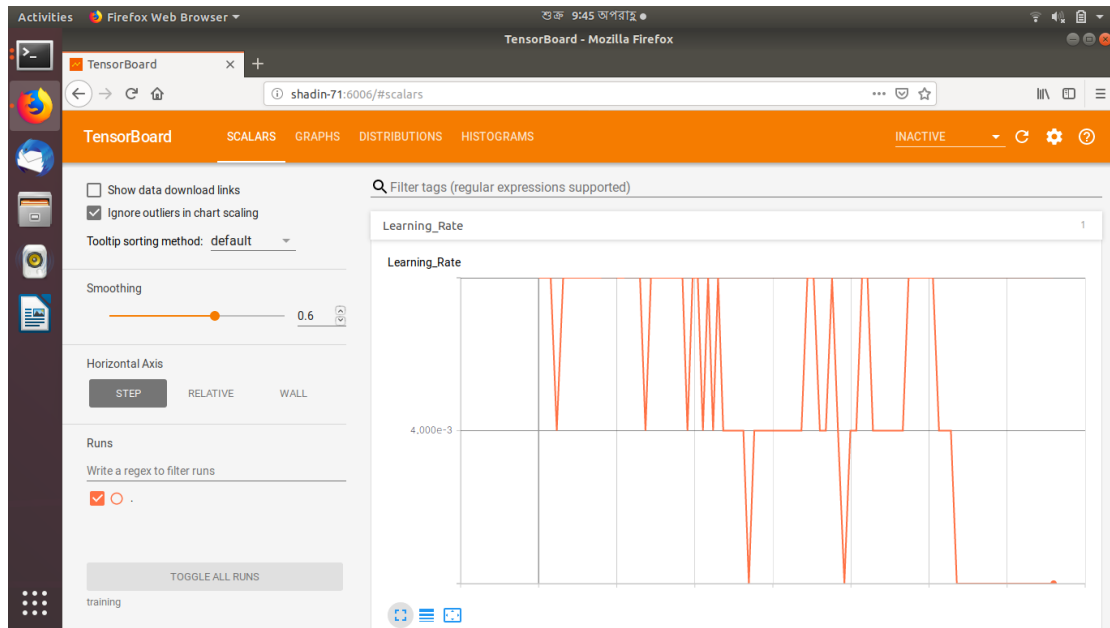 Activities Firefox Web Browser শুক্র 9:45 অপরাহ্ণ
TensorBoard - Mozilla Firefox
TensorBoard
shadin-71:6006/#scalars
TensorBoard SCALARS GRAPHS DISTRIBUTIONS HISTOGRAMS INACTIVE
Show data download links
Ignore outliers in chart scaling
Tooltip sorting method: default
Smoothing
0.6
Horizontal Axis
STEP RELATIVE WALL
Runs
Write a regex to filter runs
.
TOGGLE ALL RUNS
training
Filter tags (regular expressions supported)
Learning_Rate 1
Learning_Rate
4.000e-3